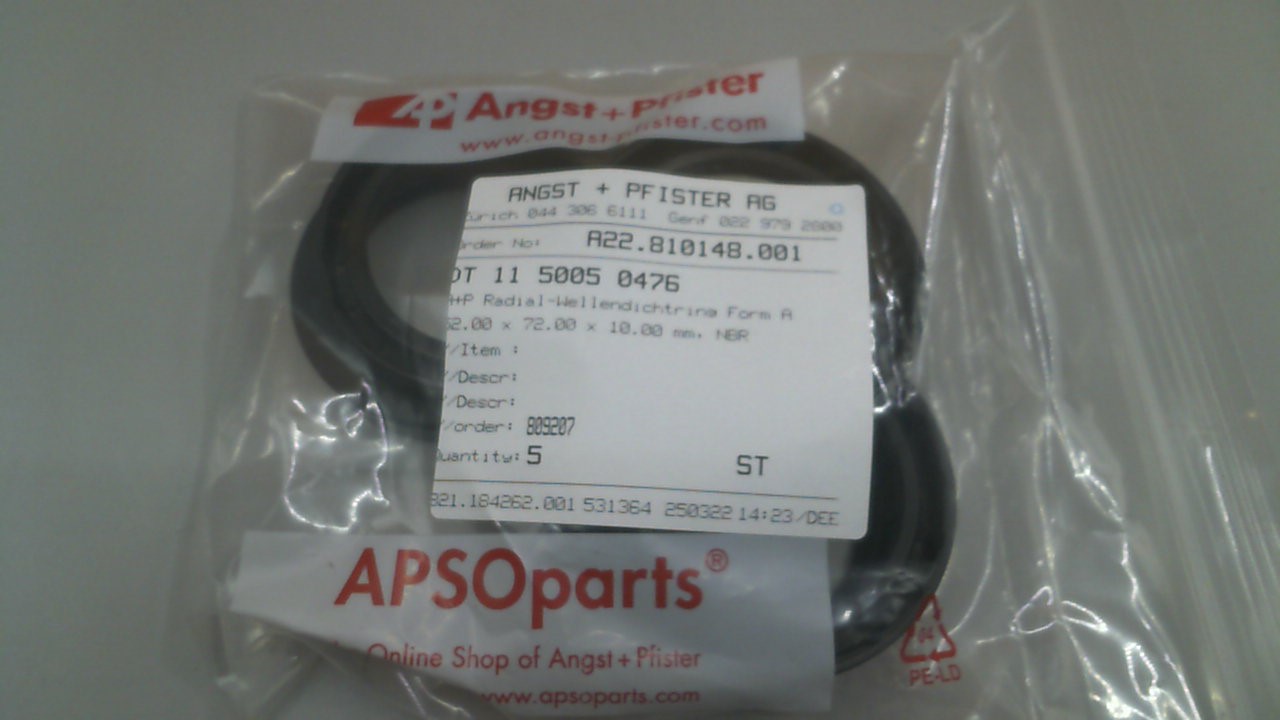 Angst+Pfister
www.angst-pfister.com
ANGST + PFISTER AG
Zürich 044 306 6111 Genf 022 979 2800
Order No: A22.810148.001
11 5005 0476
A+P Radial-Wellendichtring Form A
x 72.00 x 10.00 mm. NBR
/Item :
/Descr:
/Descr:
/order: 809207
Quantity: 5 ST
821.184262.001 531364 250322 14:23/DEE
APSOparts®
Online Shop of Angst+Pfister
www.apsoparts.com
04
PE-LD